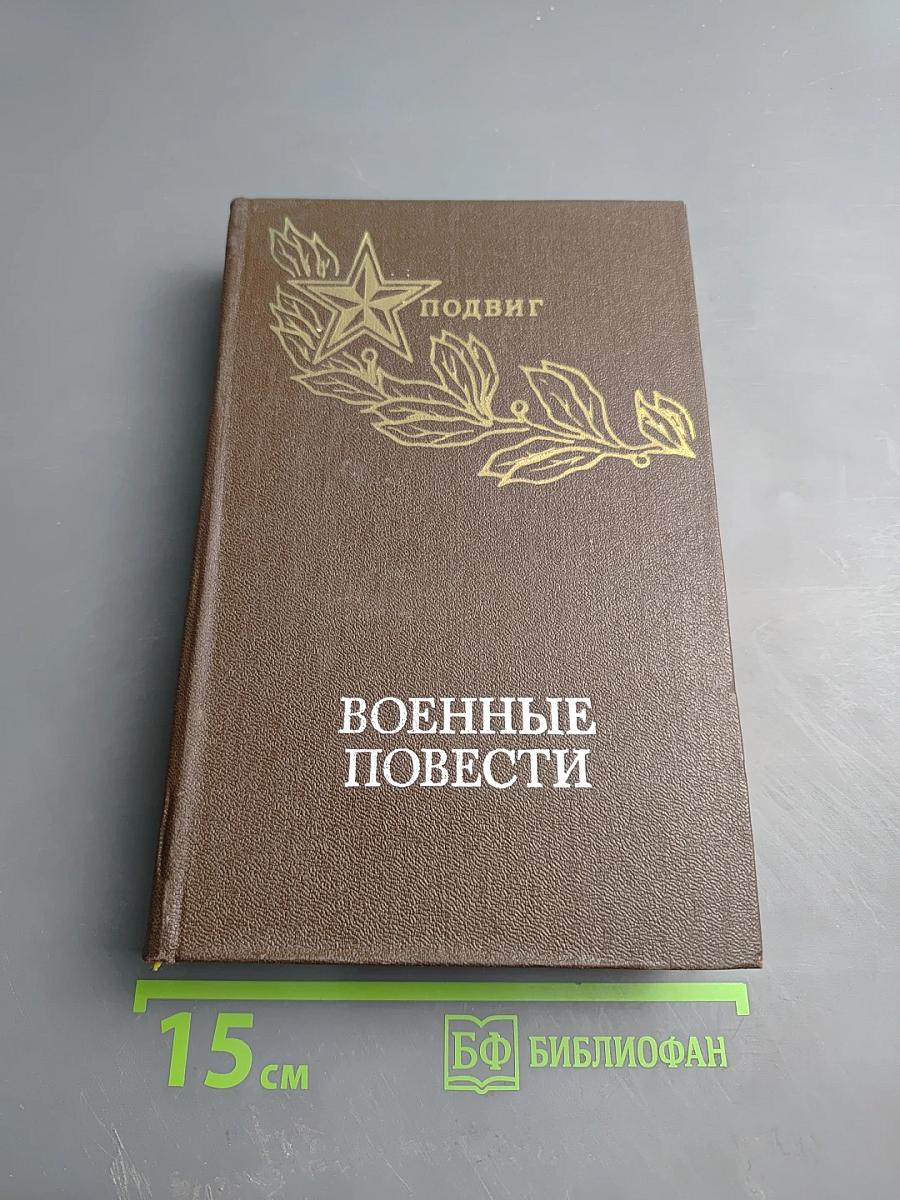 ПОДВИГ
ВОЕННЫЕ
ПОВЕСТИ
15 см
БФ БИБЛИОФАН